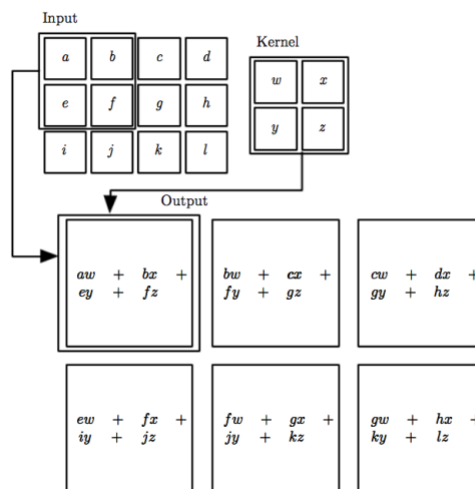 Input
Kernel
a b c d
e f g h
i j k l
w x
y z
Output
aw + bx +
ey + fz
bw + cx +
fy + gz
cw + dx +
gy + hz
ew + fx +
iy + jz
fw + gx +
jy + kz
gw + hx +
ky + lz